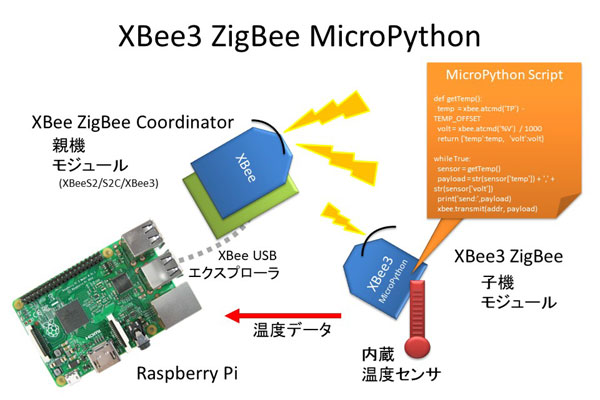 XBee3 ZigBee MicroPython
MicroPython Script
def getTemp():
temp = xbee.atcmd('TP') -
TEMP_OFFSET
volt = xbee.atcmd('%V') / 1000
return {'temp':temp, 'volt':volt}
while True:
sensor = getTemp()
payload = str(sensor['temp']) + ',' +
str(sensor['volt'])
print('send:',payload)
xbee.transmit(addr, payload)
XBee ZigBee Coordinator
親機
モジュール
(XBeeS2/S2C/XBee3)
XBee
XBee USB
エクスプローラ
XBee3
MicroPython
XBee3 ZigBee
子機
モジュール
温度データ
内蔵
温度センサ
Raspberry Pi
HDMI